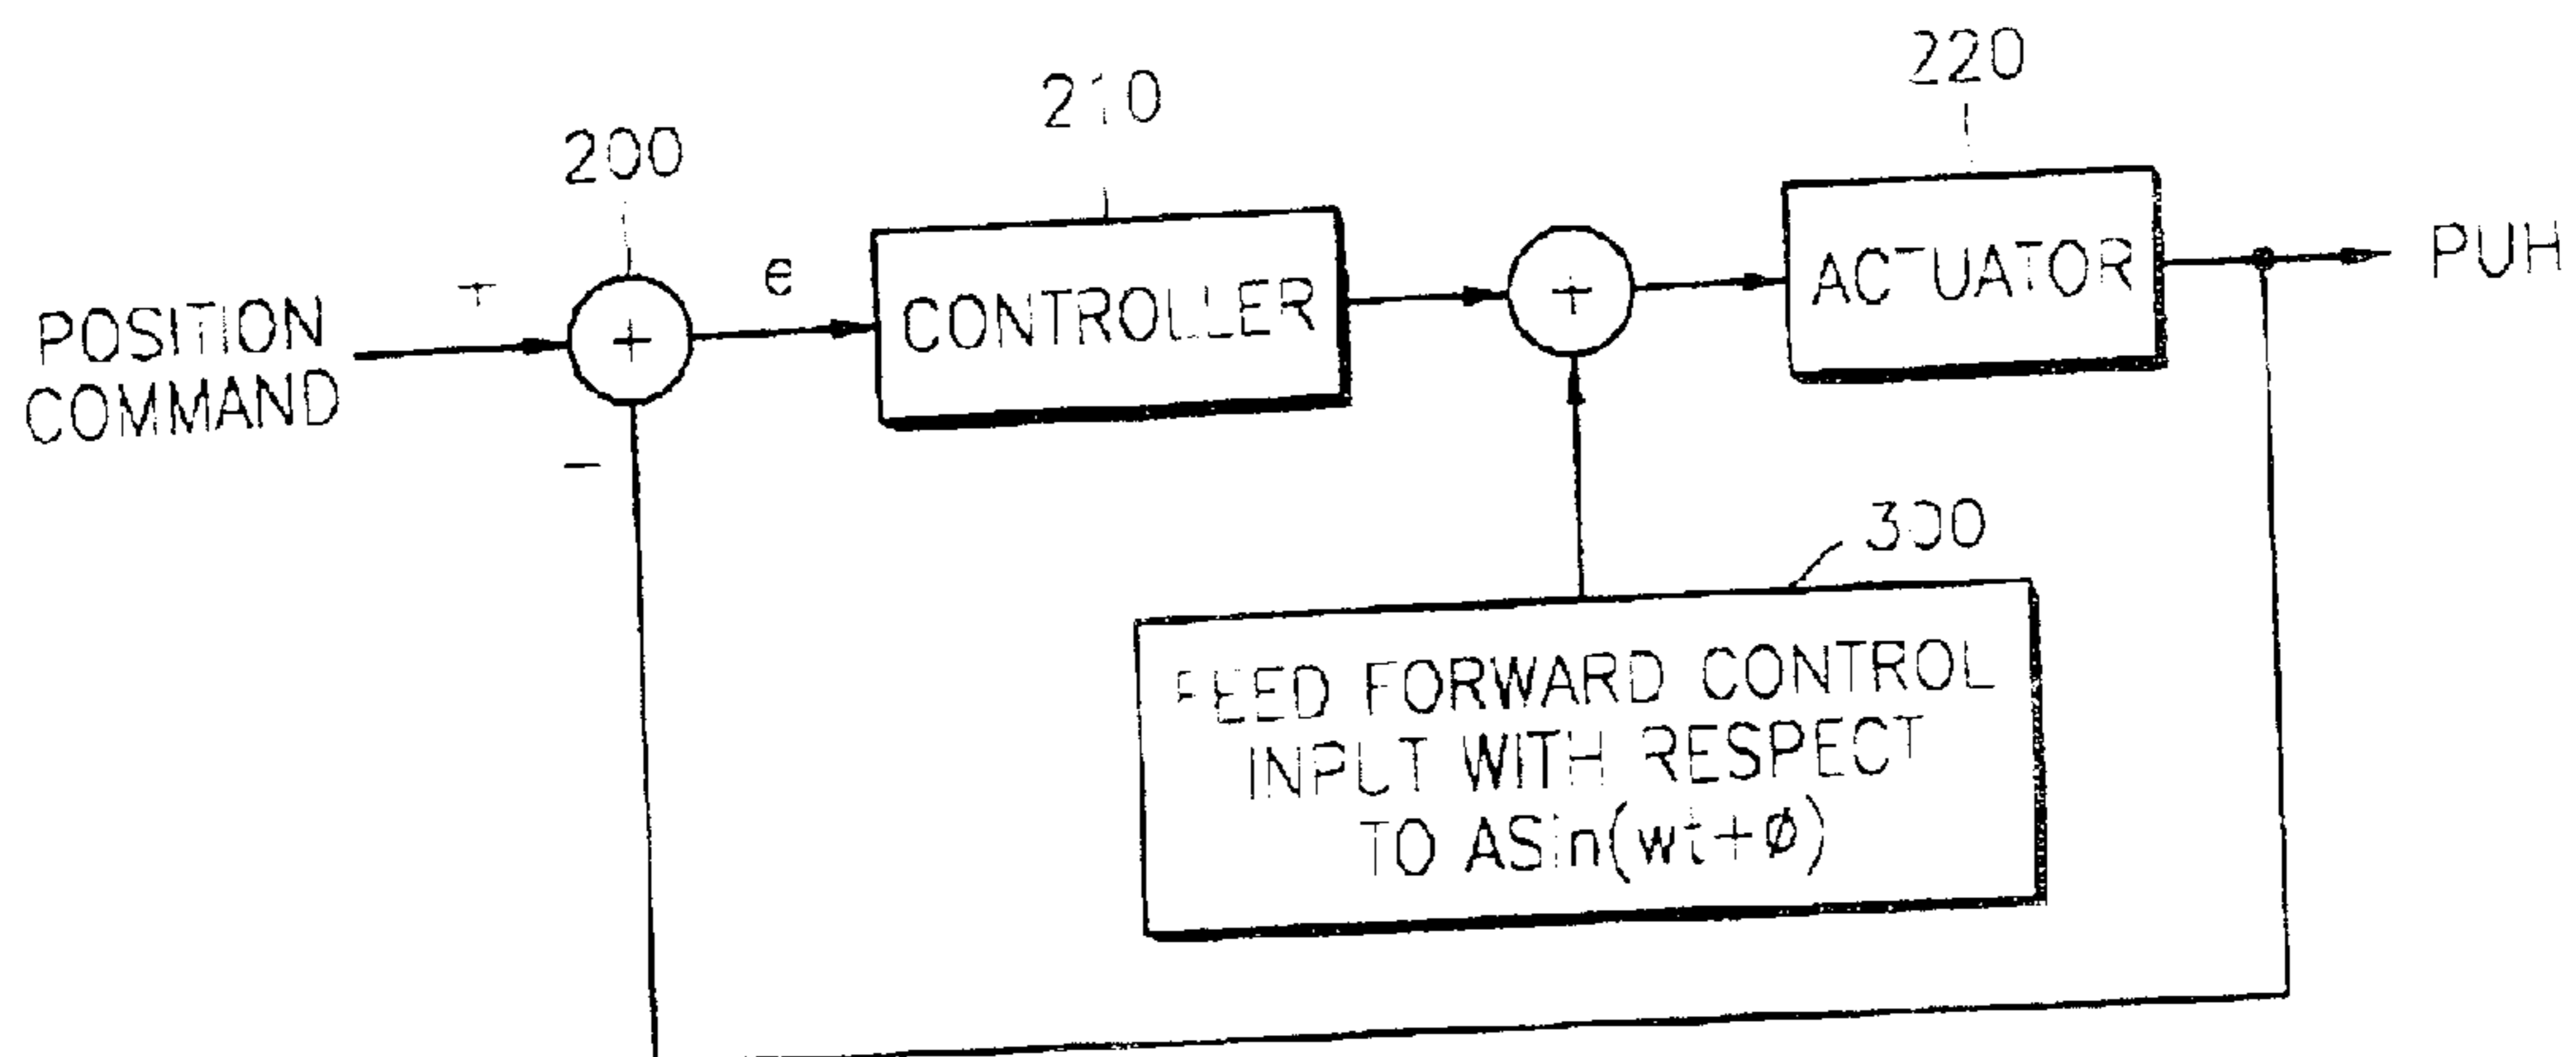 220
210
200
POSITION
COMMAND
+
+
e
CONTROLLER
+
ACTUATOR
PUH
−
300
FEED FORWARD CONTROL
INPUT WITH RESPECT
TO ASin(wt+ø)